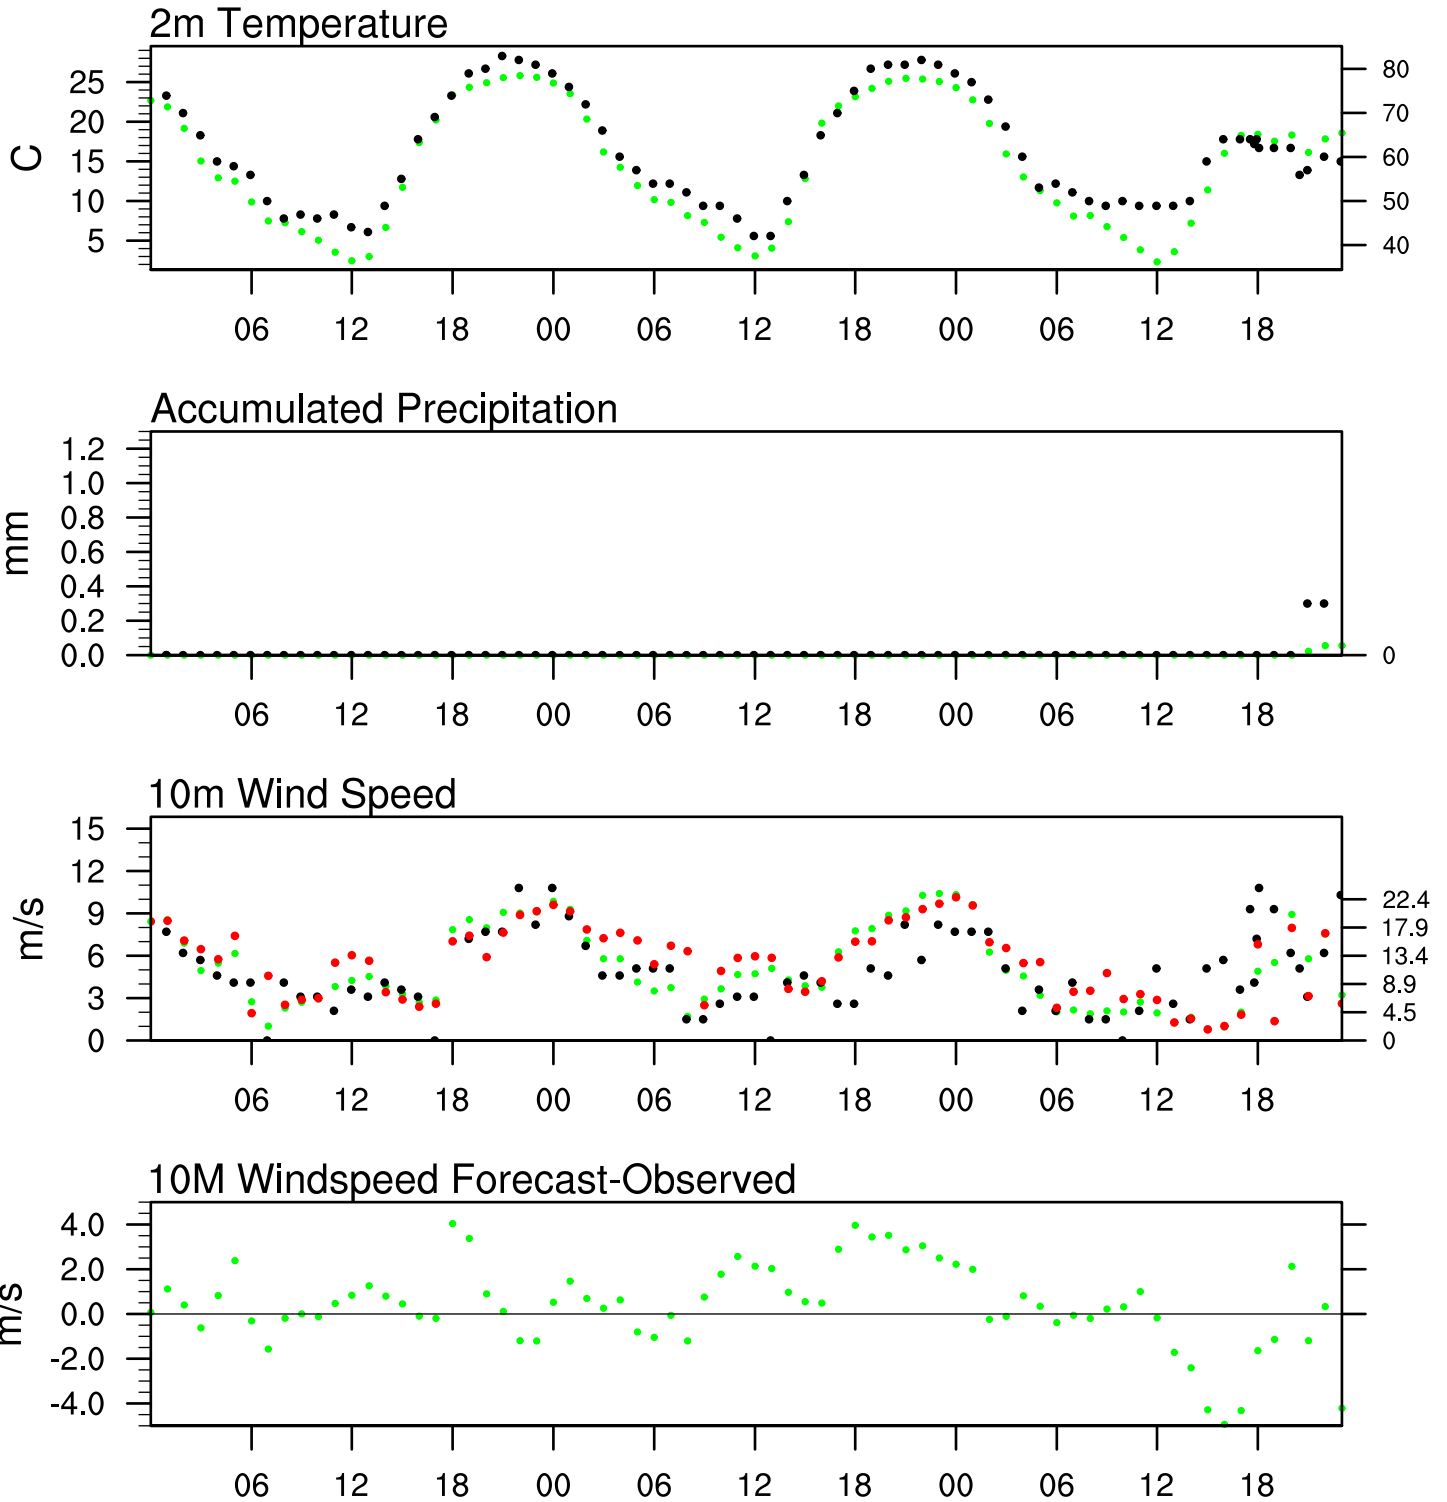 2m Temperature
C
25
20
15
10
5
80
70
60
50
40
06 12 18 00 06 12 18 00 06 12 18
Accumulated Precipitation
mm
1.2
1.0
0.8
0.6
0.4
0.2
0.0
0
06 12 18 00 06 12 18 00 06 12 18
10m Wind Speed
m/s
15
12
9
6
3
0
22.4
17.9
13.4
8.9
4.5
0
06 12 18 00 06 12 18 00 06 12 18
10M Windspeed Forecast-Observed
m/s
4.0
2.0
0.0
-2.0
-4.0
06 12 18 00 06 12 18 00 06 12 18